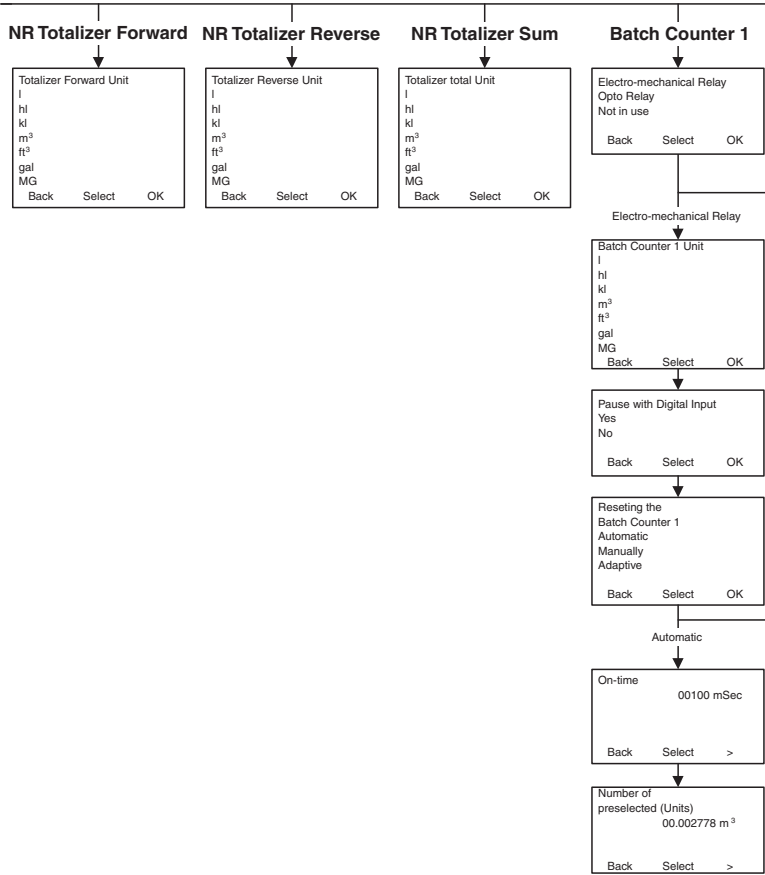 NR Totalizer Forward
Totalizer Forward Unit
l
hl
kl
m³
ft³
gal
MG
Back Select OK
NR Totalizer Reverse
Totalizer Reverse Unit
l
hl
kl
m³
ft³
gal
MG
Back Select OK
NR Totalizer Sum
Totalizer total Unit
l
hl
kl
m³
ft³
gal
MG
Back Select OK
Batch Counter 1
Electro-mechanical Relay
Opto Relay
Not in use
Back Select OK
Electro-mechanical Relay
Batch Counter 1 Unit
l
hl
kl
m³
ft³
gal
MG
Back Select OK
Pause with Digital Input
Yes
No
Back Select OK
Reseting the
Batch Counter 1
Automatic
Manually
Adaptive
Back Select OK
Automatic
On-time
00100 mSec
Back Select >
Number of
preselected (Units)
00.002778 m³
Back Select >